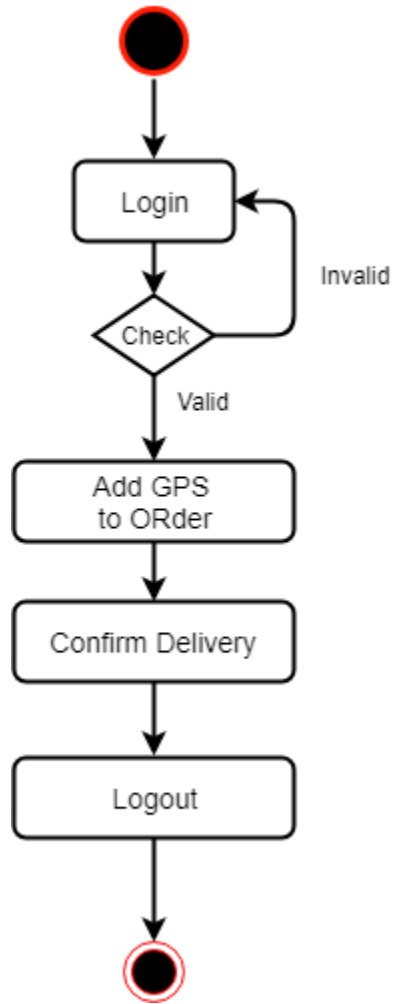 Login
Invalid
Check
Valid
Add GPS
to ORder
Confirm Delivery
Logout